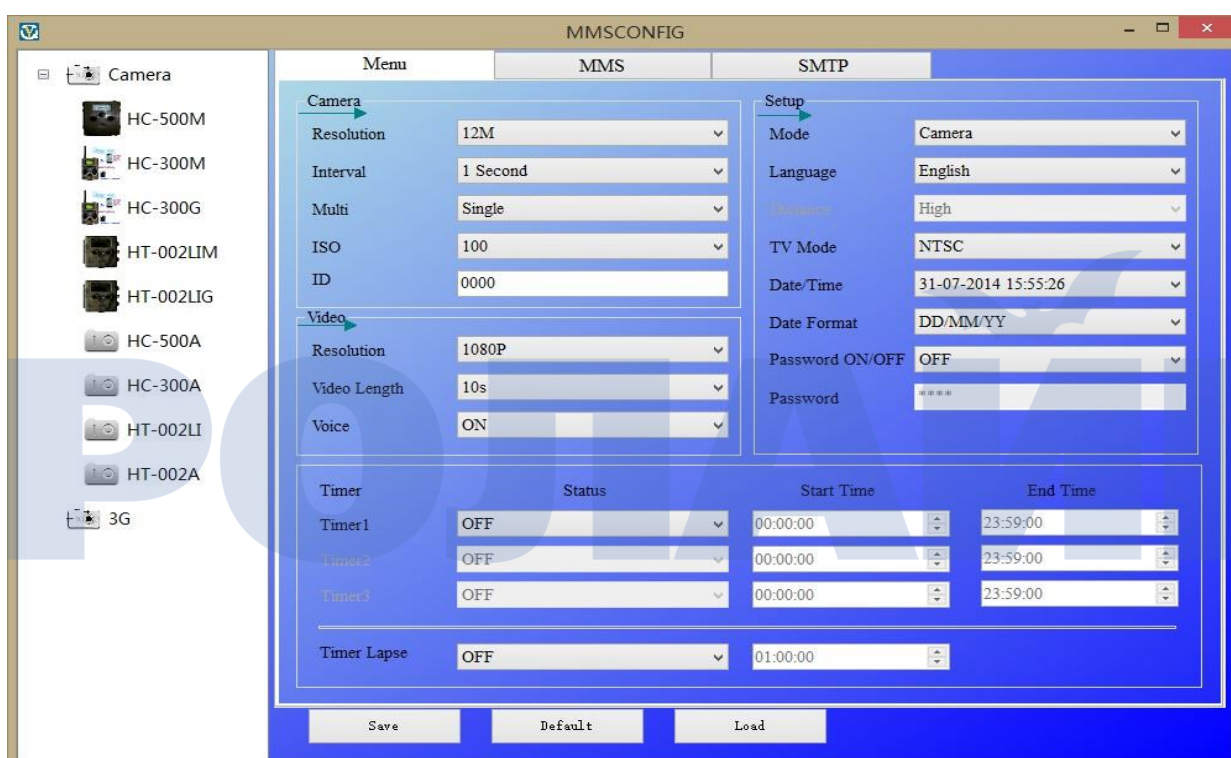 MMSCONFIG
Camera
HC-500M
HC-300M
HC-300G
HT-002LIM
HT-002LIG
HC-500A
HC-300A
HT-002LI
HT-002A
3G
Menu MMS SMTP
Camera
Resolution 12M
Interval 1 Second
Multi Single
ISO 100
ID 0000
Video
Resolution 1080P
Video Length 10s
Voice ON
Setup
Mode Camera
Language English
Distance High
TV Mode NTSC
Date/Time 31-07-2014 15:55:26
Date Format DD/MM/YY
Password ON/OFF OFF
Password ****
Timer Status Start Time End Time
Timer1 OFF 00:00:00 23:59:00
Timer2 OFF 00:00:00 23:59:00
Timer3 OFF 00:00:00 23:59:00
Timer Lapse OFF 01:00:00
Save Default Load